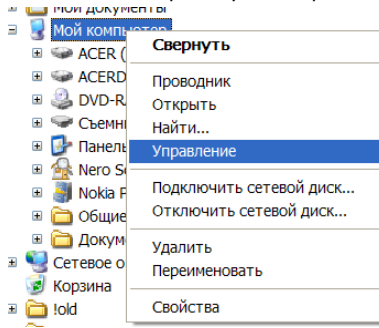 Мои документы
Мой компьютер
ACER (
ACERD
DVD-R
Съемн
Панель
Nero S
Nokia P
Общие
Докум
Сетевое о
Корзина
!old
Свернуть
Проводник
Открыть
Найти...
Управление
Подключить сетевой диск...
Отключить сетевой диск...
Удалить
Переименовать
Свойства